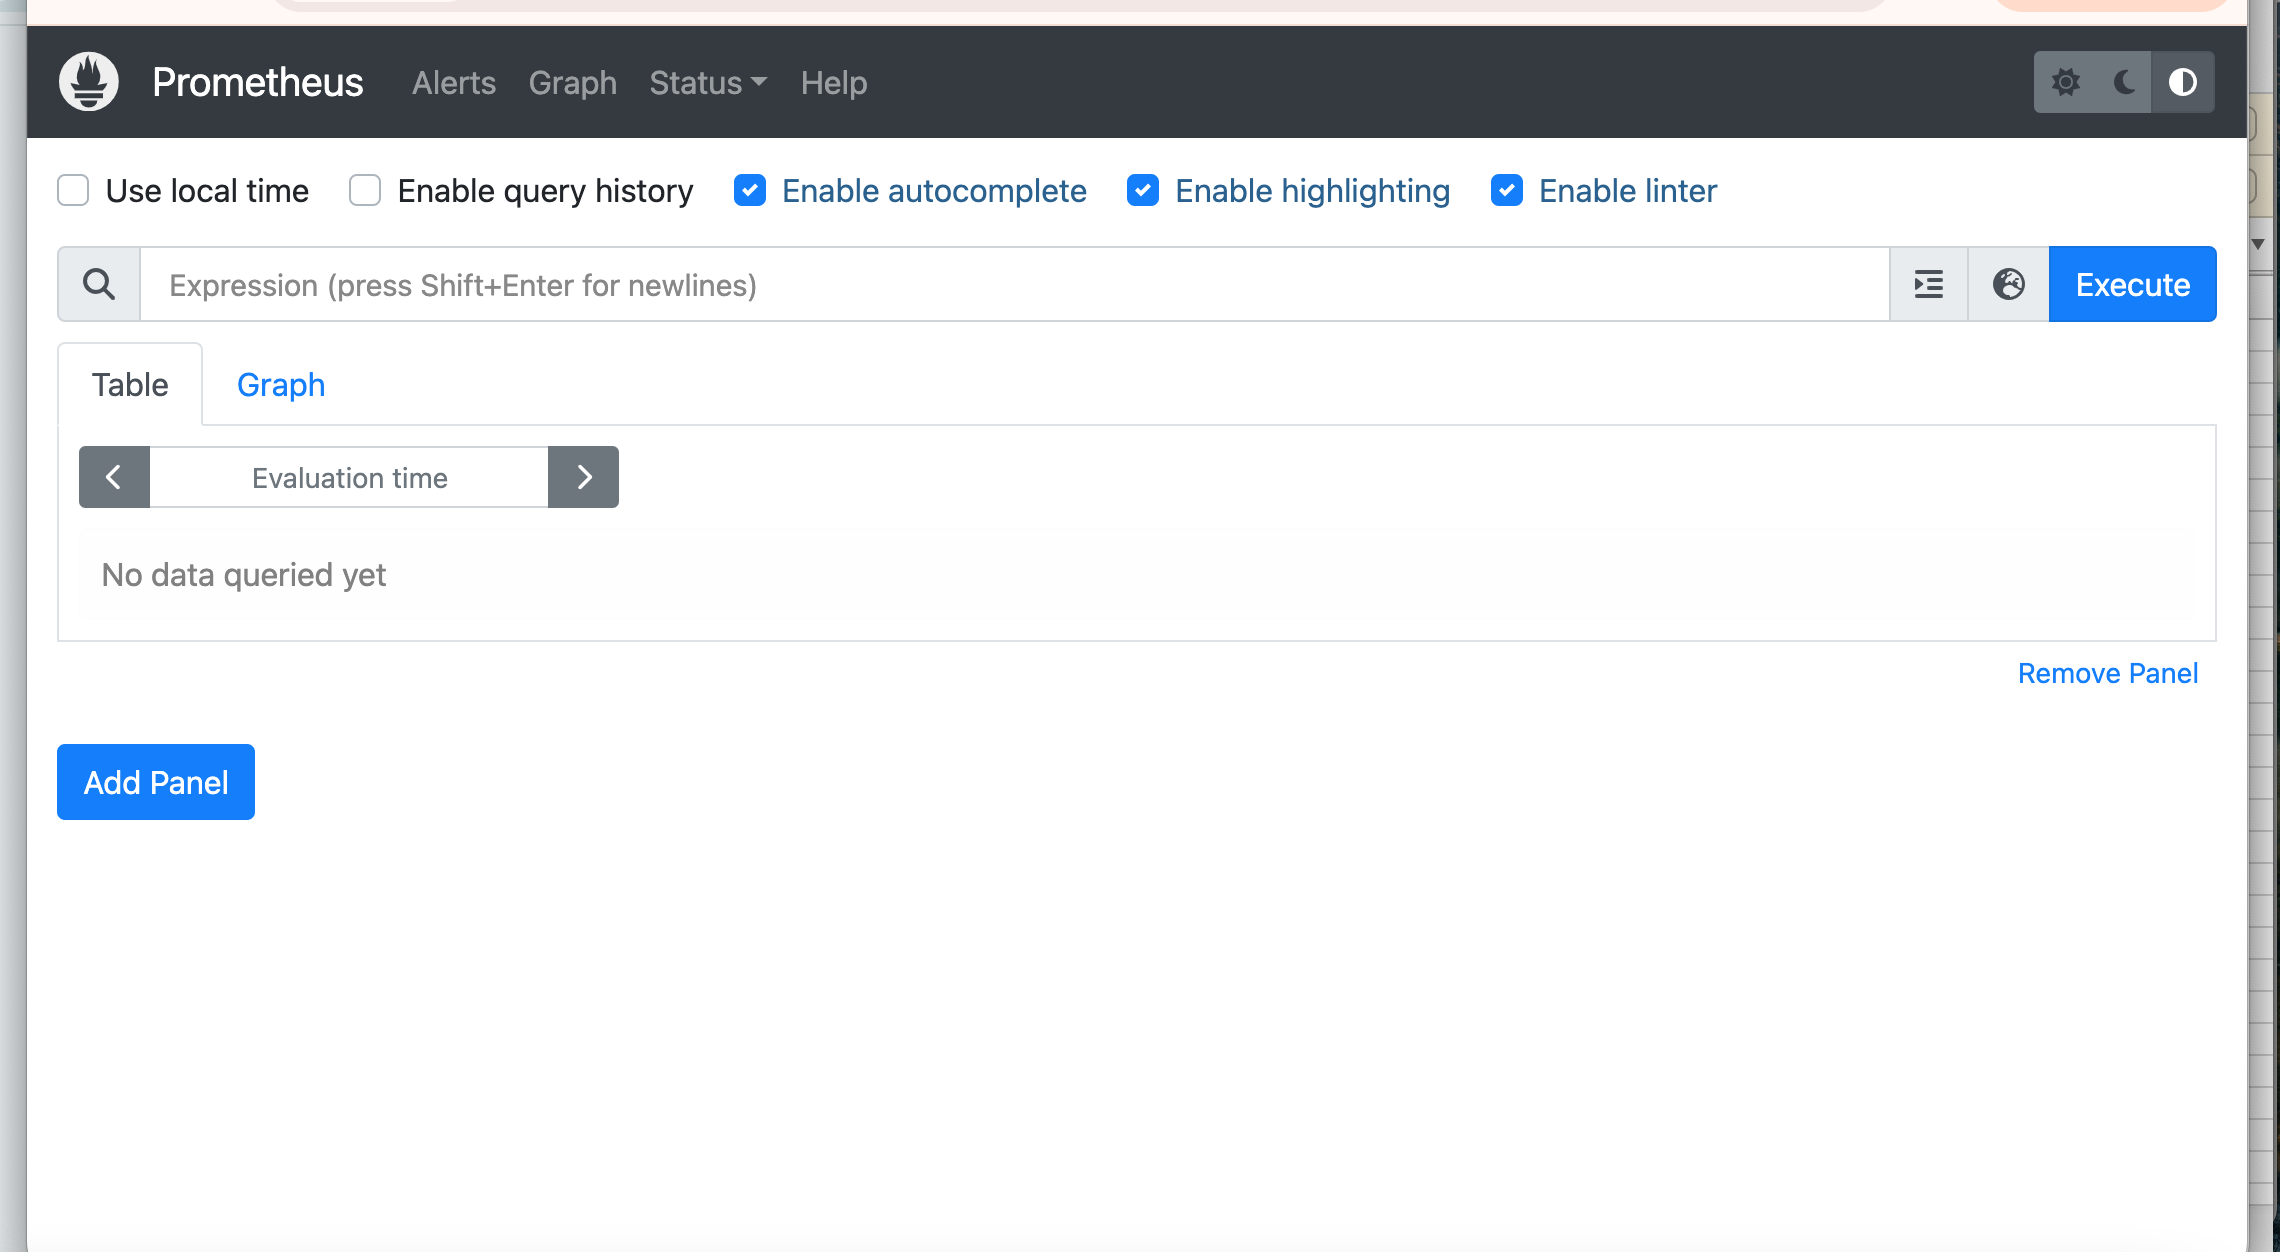 Prometheus Alerts Graph Status Help
Use local time Enable query history Enable autocomplete Enable highlighting Enable linter
Expression (press Shift+Enter for newlines) Execute
Table Graph
Evaluation time
No data queried yet
Remove Panel
Add Panel